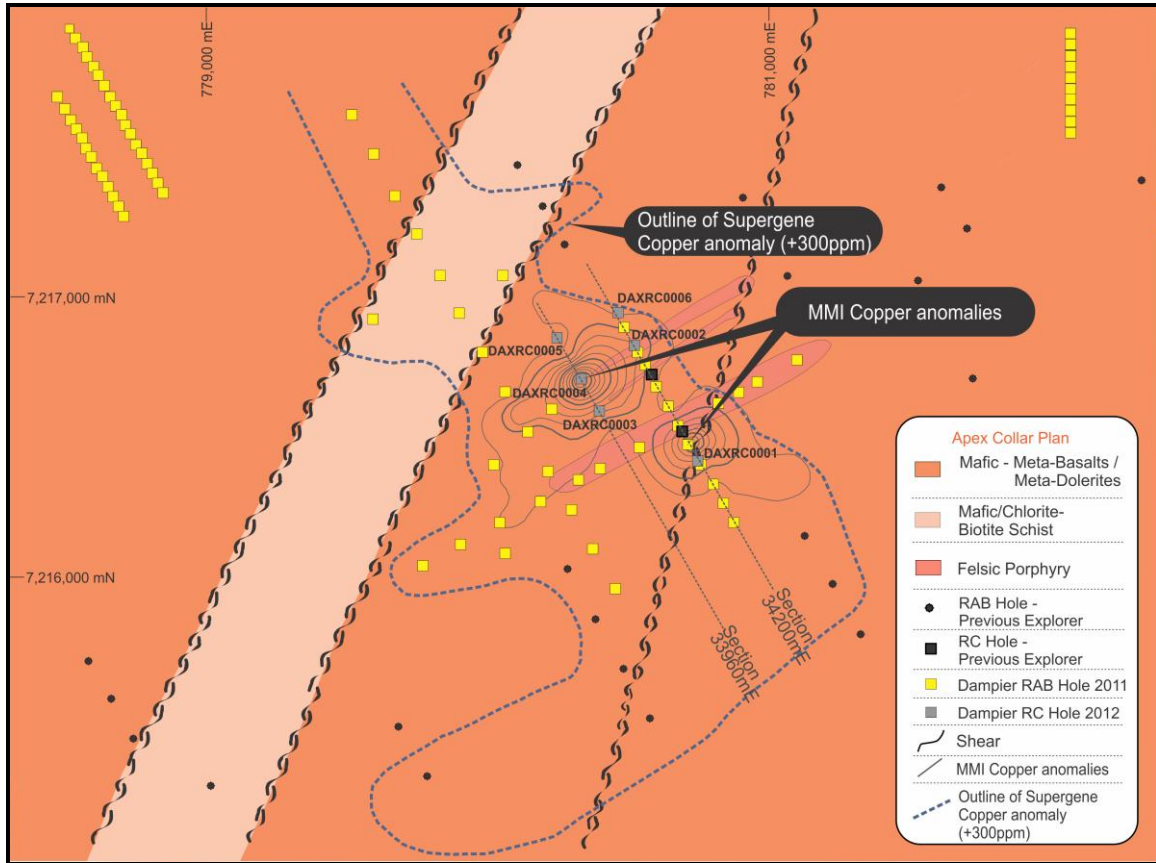 779,000 mE
781,000 mE
Outline of Supergene
Copper anomaly (+300ppm)
7,217,000 mN
DAXRC0006
MMI Copper anomalies
DAXRC0002
DAXRC0005
DAXRC0004
DAXRC0003
DAXRC0001
7,216,000 mN
Section
33960mE
Section
34200mE
Apex Collar Plan
Mafic - Meta-Basalts /
Meta-Dolerites
Mafic/Chlorite-
Biotite Schist
Felsic Porphyry
RAB Hole -
Previous Explorer
RC Hole -
Previous Explorer
Dampier RAB Hole 2011
Dampier RC Hole 2012
Shear
MMI Copper anomalies
Outline of Supergene
Copper anomaly
(+300ppm)